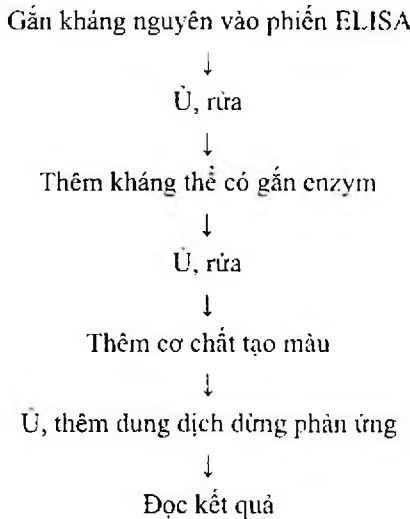 Gắn kháng nguyên vào phiến ELISA
↓
Ủ, rửa
↓
Thêm kháng thể có gắn enzym
↓
Ủ, rửa
↓
Thêm cơ chất tạo màu
↓
Ủ, thêm dung dịch dừng phản ứng
↓
Đọc kết quả